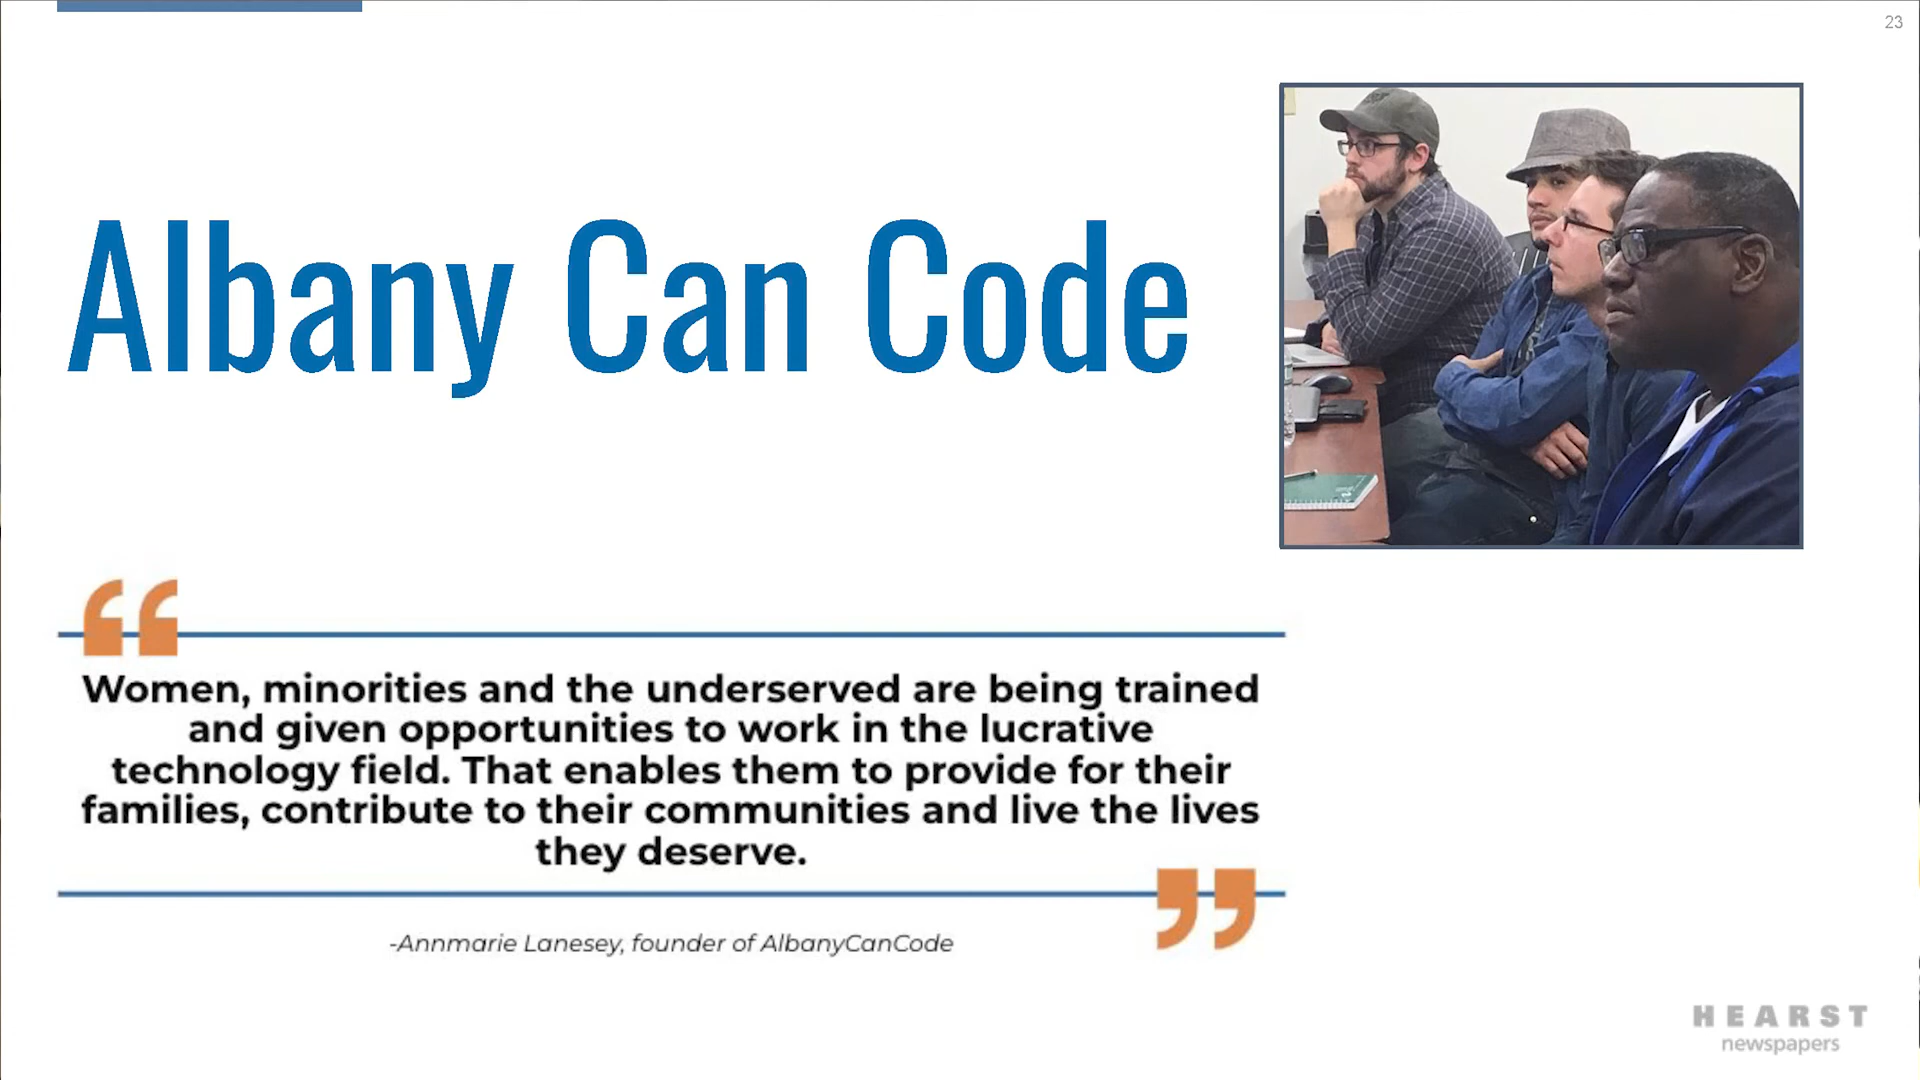 23
Albany Can Code
“
Women, minorities and the underserved are being trained
and given opportunities to work in the lucrative
technology field. That enables them to provide for their
families, contribute to their communities and live the lives
they deserve.
”
-Annmarie Lanesey, founder of AlbanyCanCode
HEARST
newspapers